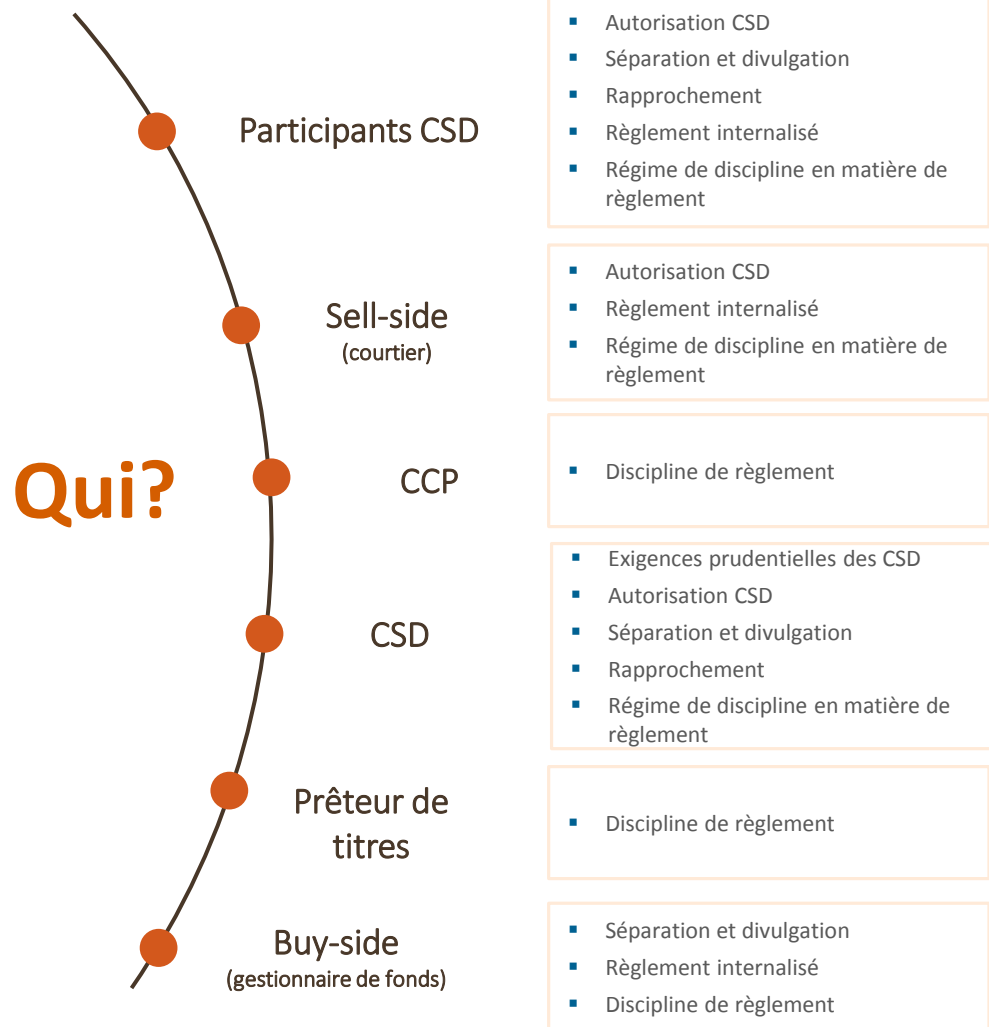 Autorisation CSD
Séparation et divulgation
Rapprochement
Règlement internalisé
Régime de discipline en matière de
règlement
Participants CSD
Autorisation CSD
Règlement internalisé
Régime de discipline en matière de
règlement
Sell-side
(courtier)
Qui?
CCP
Discipline de règlement
Exigences prudentielles des CSD
Autorisation CSD
Séparation et divulgation
Rapprochement
Régime de discipline en matière de
règlement
CSD
Prêteur de
titres
Discipline de règlement
Buy-side
(gestionnaire de fonds)
Séparation et divulgation
Règlement internalisé
Discipline de règlement